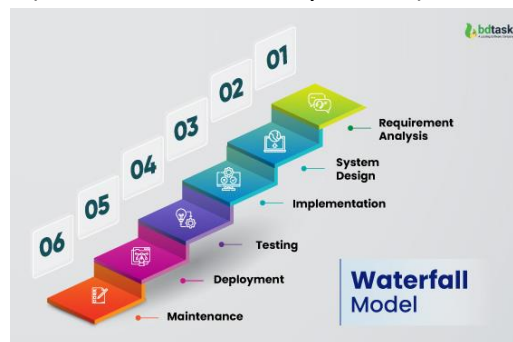 bdtask
01
02
03
04
05
06
Requirement
Analysis
System
Design
Implementation
Testing
Deployment
Maintenance
Waterfall
Model